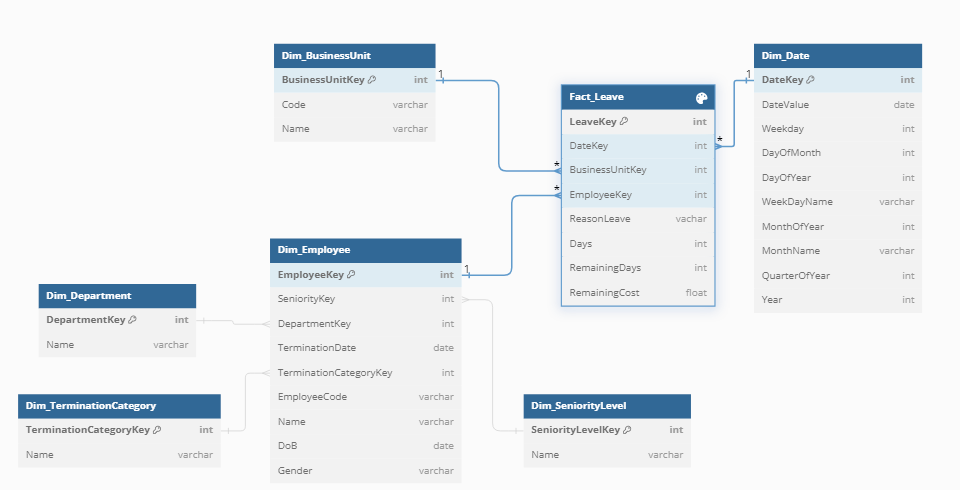 Dim_BusinessUnit
BusinessUnitKey int
Code varchar
Name varchar
1
*
Fact_Leave
LeaveKey int
DateKey int
BusinessUnitKey int
EmployeeKey int
ReasonLeave vachar
Days int
RemainingDays int
RemainingCost float
*
*
1
Dim_Date
DateKey int
DateValue date
Weekday int
DayOfMonth int
DayOfYear int
WeekDayName varchar
MonthOfYear int
MonthName varchar
QuarterOfYear int
Year int
Dim_Employee
EmployeeKey int
SeniorityKey int
DepartmentKey int
TerminationDate date
TerminationCategoryKey int
EmployeeCode varchar
Name varchar
DoB date
Gender varchar
1
Dim_Department
DepartmentKey int
Name varchar
Dim_TerminationCategory
TerminationCategoryKey int
Name varchar
Dim_SeniorityLevel
SeniorityLevelKey int
Name varchar